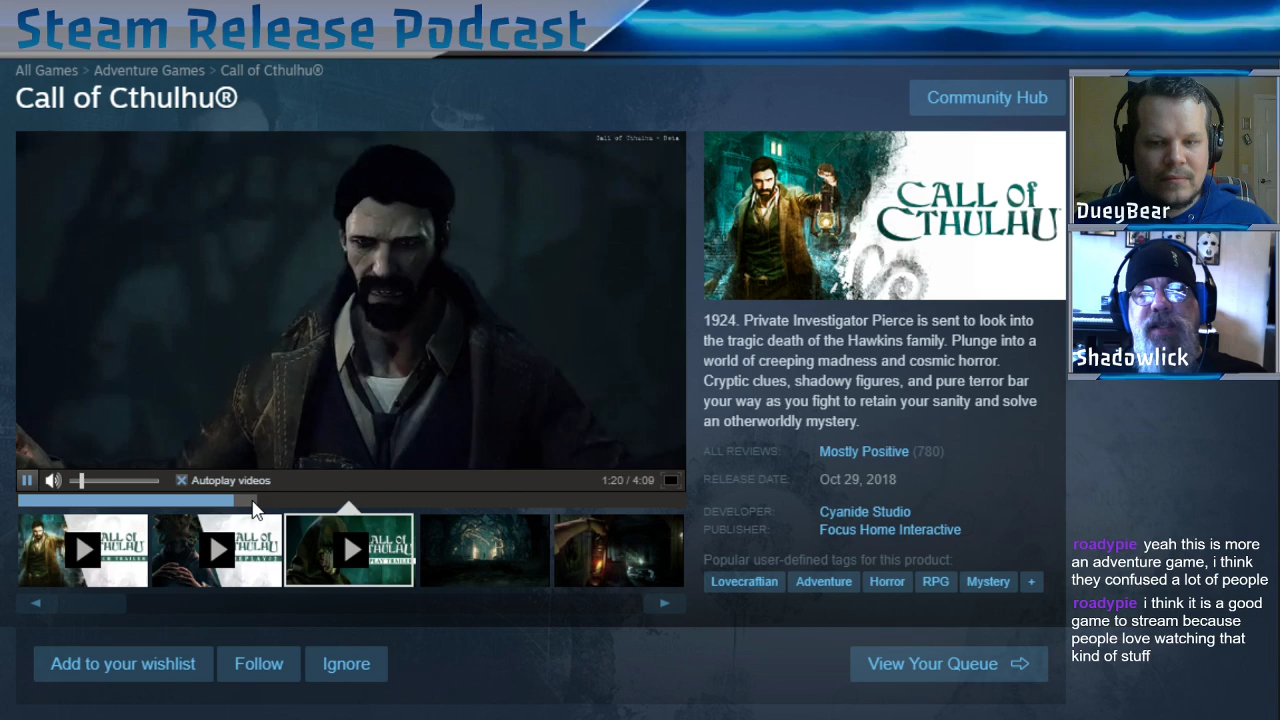 Steam Release Podcast
All Games > Adventure Games > Call of Cthulhu®
Call of Cthulhu®
Community Hub
Call of Cthulhu - Beta
CALL OF
CTHULHU
1924. Private Investigator Pierce is sent to look into
the tragic death of the Hawkins family. Plunge into a
world of creeping madness and cosmic horror.
Cryptic clues, shadowy figures, and pure terror bar
your way as you fight to retain your sanity and solve
an otherworldly mystery.
ALL REVIEWS: Mostly Positive (780)
RELEASE DATE: Oct 29, 2018
DEVELOPER: Cyanide Studio
PUBLISHER: Focus Home Interactive
Popular user-defined tags for this product:
Lovecraftian Adventure Horror RPG Mystery +
Autoplay videos 1:20 / 4:09
Add to your wishlist Follow Ignore View Your Queue
DueyBear
Shadowlick
roadypie yeah this is more
an adventure game, i think
they confused a lot of people
roadypie i think it is a good
game to stream because
people love watching that
kind of stuff